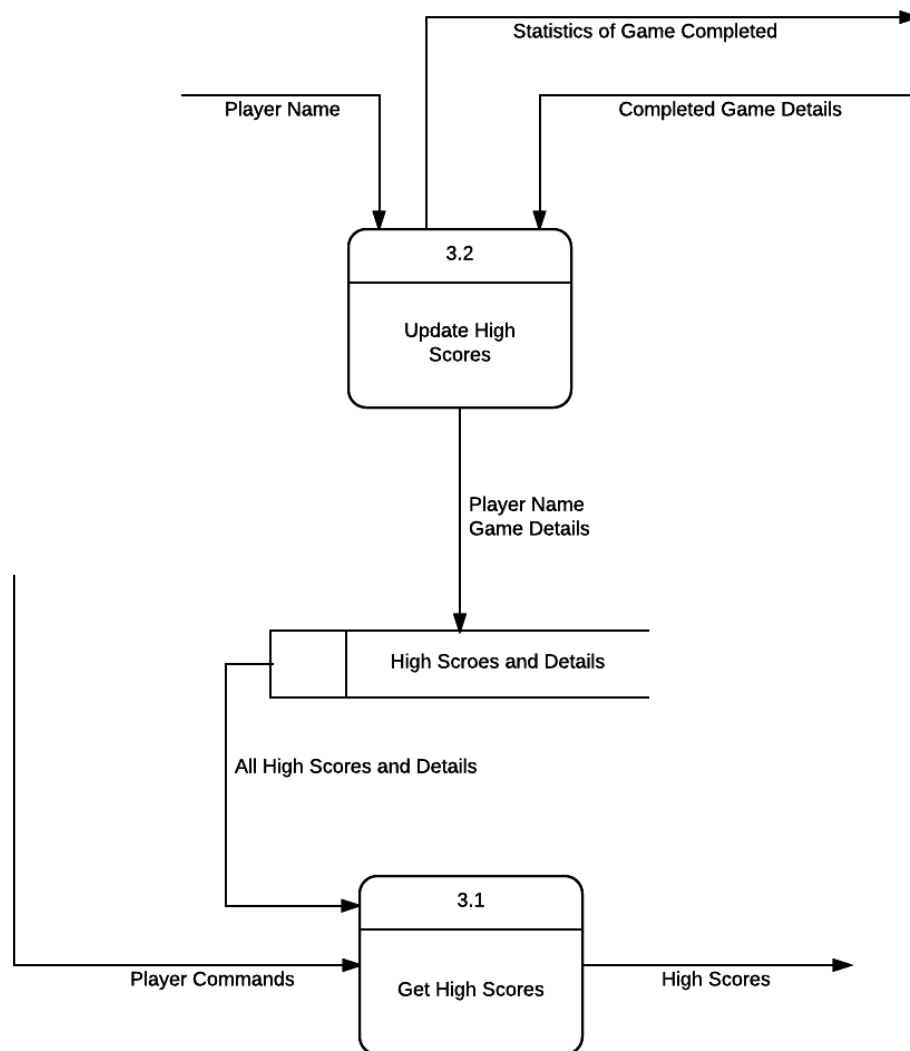 Statistics of Game Completed
Player Name
Completed Game Details
3.2
Update High
Scores
Player Name
Game Details
High Scroes and Details
All High Scores and Details
3.1
Player Commands
Get High Scores
High Scores